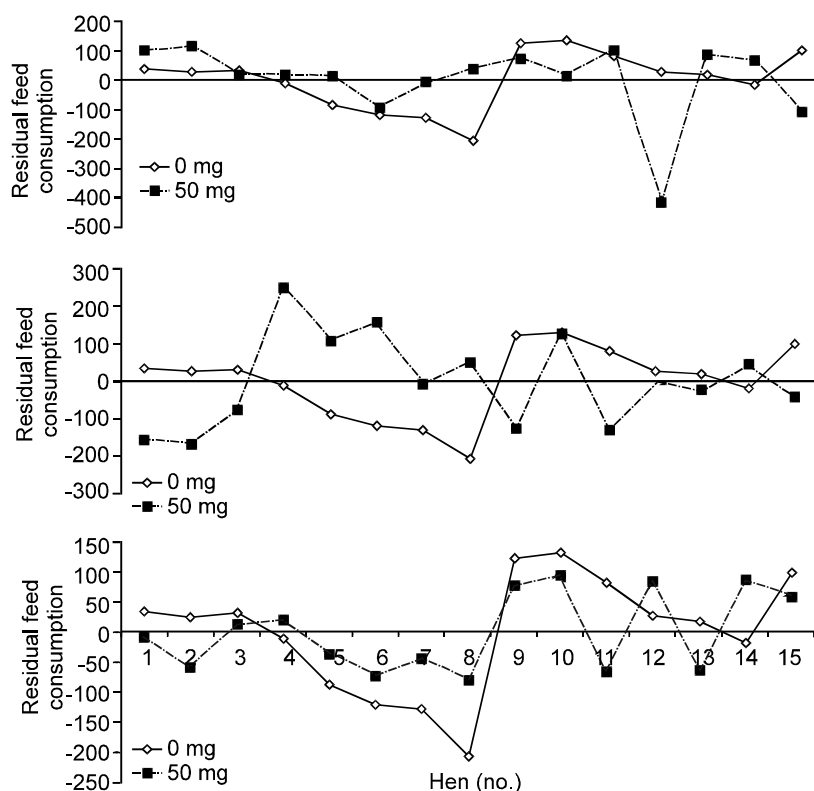 Residual feed
consumption
200
100
0
-100
-200
-300
-400
-500
0 mg
50 mg
Residual feed
consumption
300
200
100
0
-100
-200
-300
0 mg
50 mg
Residual feed
consumption
150
100
50
0
-50
-100
-150
-200
-250
1 2 3 4 5 6 7 8 9 10 11 12 13 14 15
0 mg
50 mg
Hen (no.)